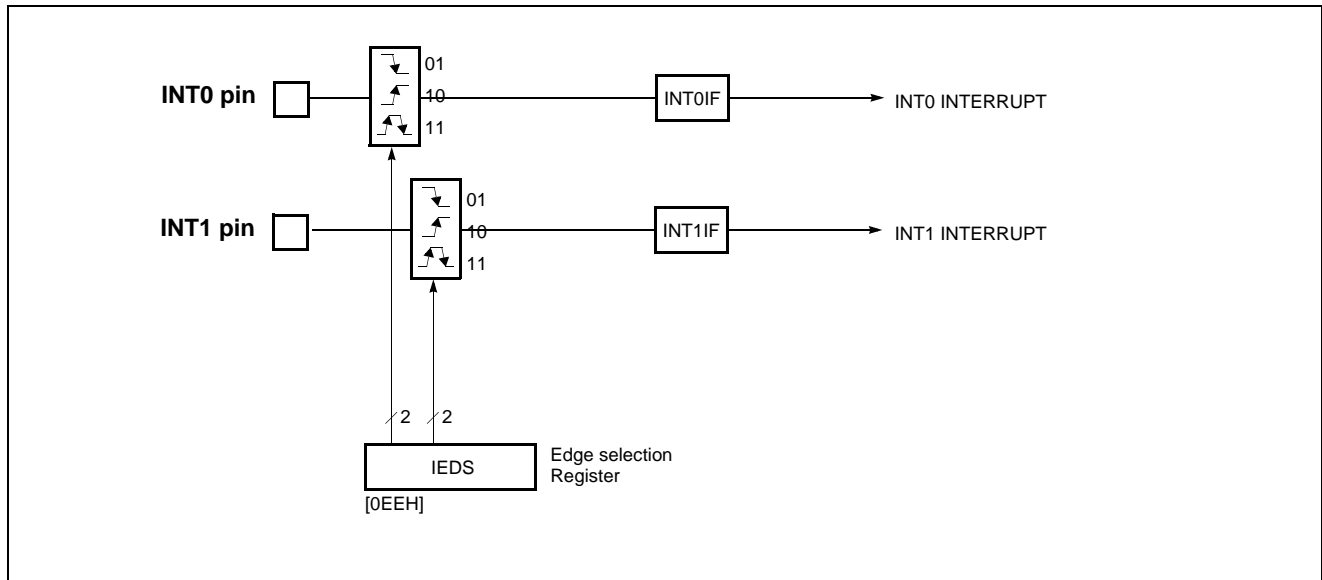 01
INT0 pin
10
INT0IF
INT0 INTERRUPT
11
01
INT1 pin
10
INT1IF
INT1 INTERRUPT
11
2 2
IEDS
Edge selection
Register
[0EEH]